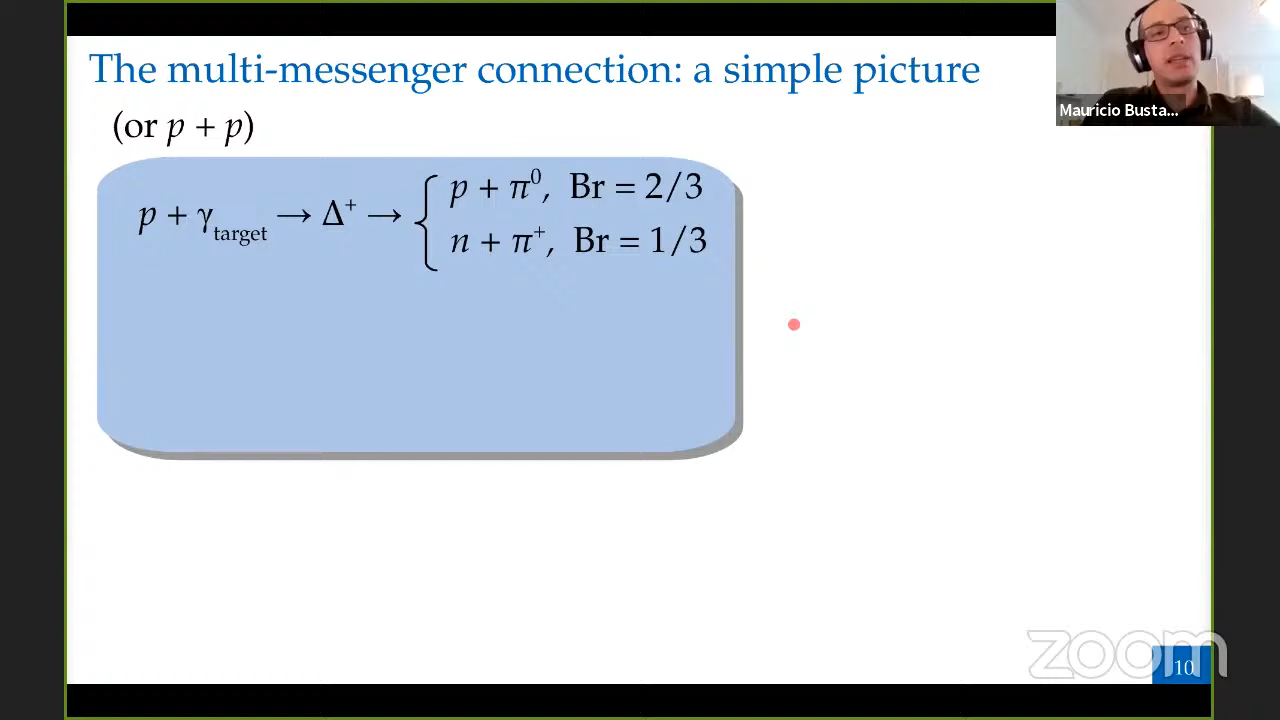 The multi-messenger connection: a simple picture
Mauricio Busta...
(or p + p)
p + γ_target → Δ⁺ → { p + π⁰, Br = 2/3
n + π⁺, Br = 1/3
zoom
10